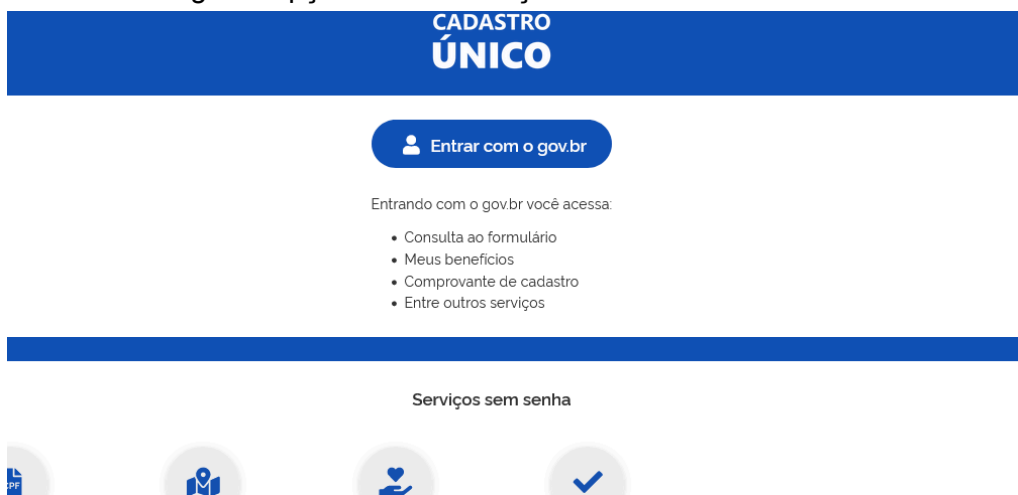 CADASTRO
ÚNICO
Entrar com o gov.br
Entrando com o gov.br você acessa:
• Consulta ao formulário
• Meus benefícios
• Comprovante de cadastro
• Entre outros serviços
Serviços sem senha